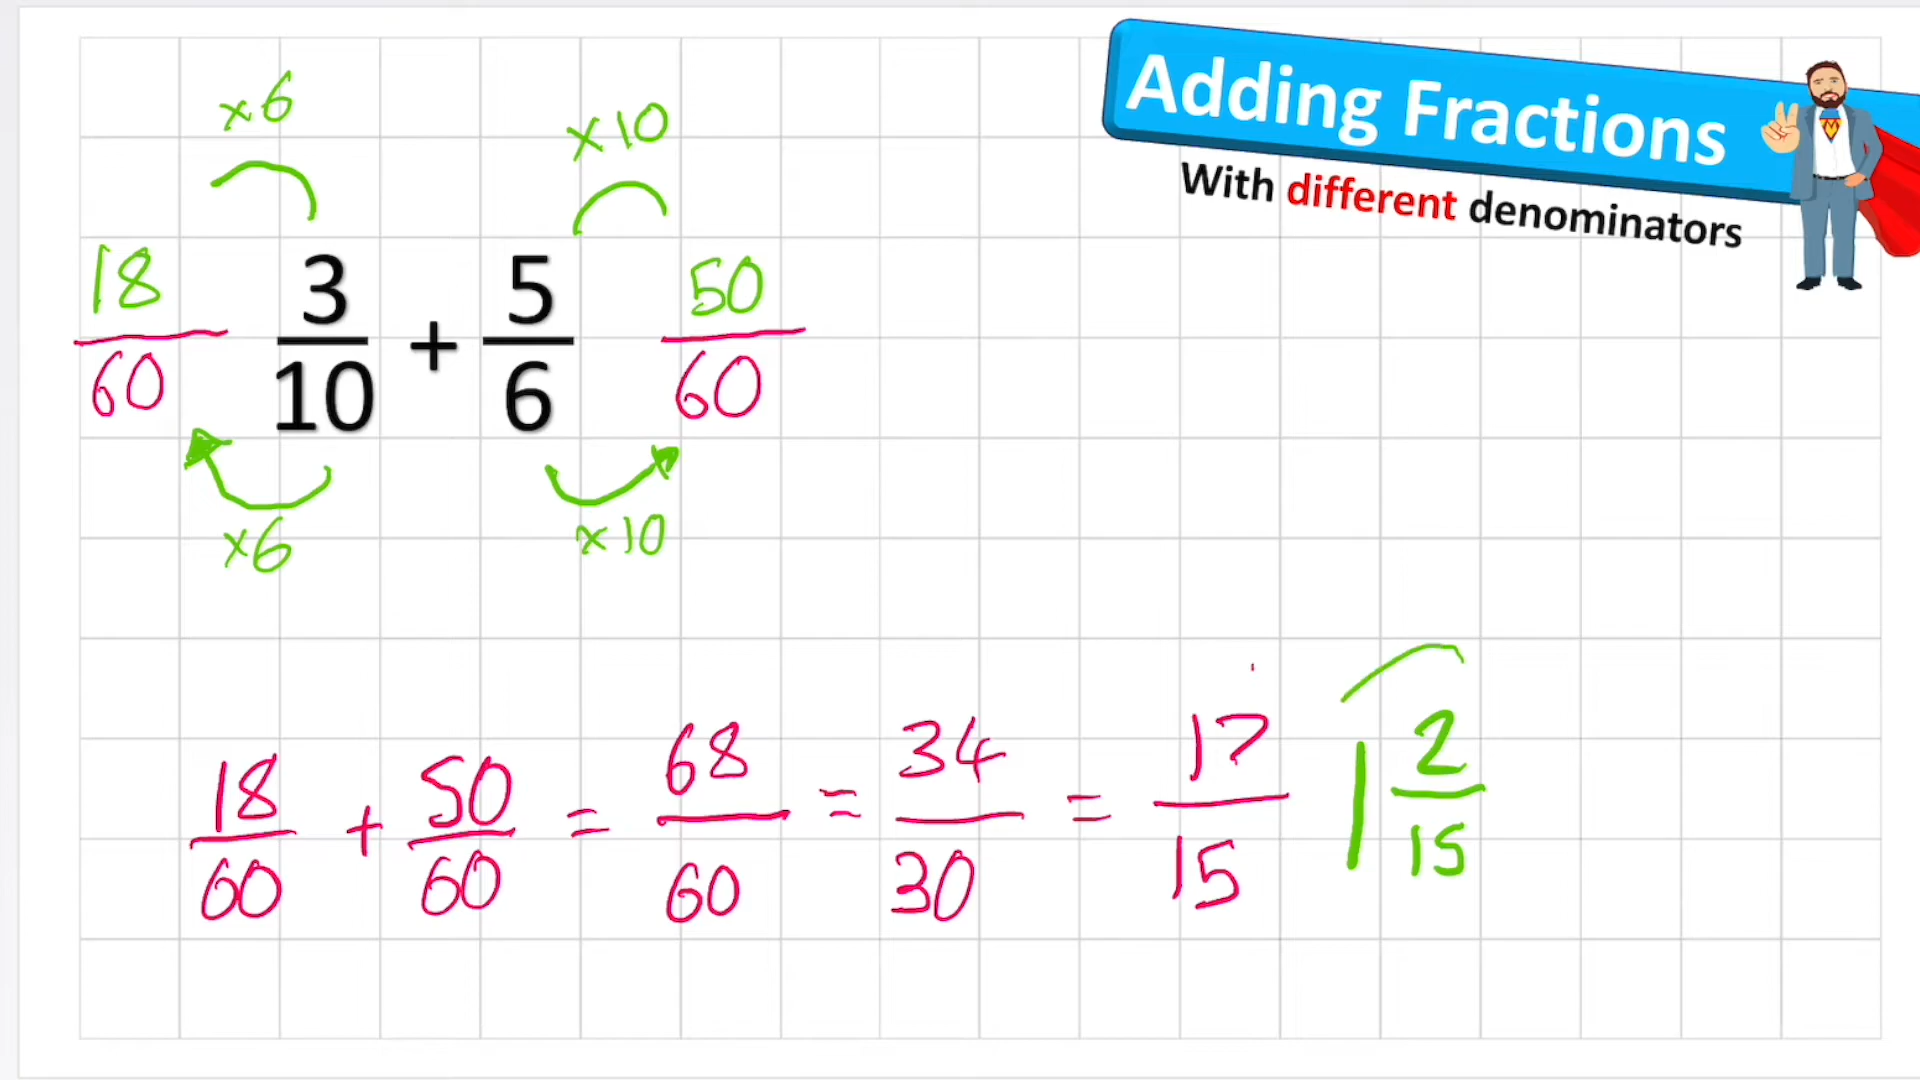 Adding Fractions
With different denominators
×6 ×10
18/60 3/10 + 5/6 50/60
×6 ×10
18/60 + 50/60 = 68/60 = 34/30 = 17/15 1 2/15